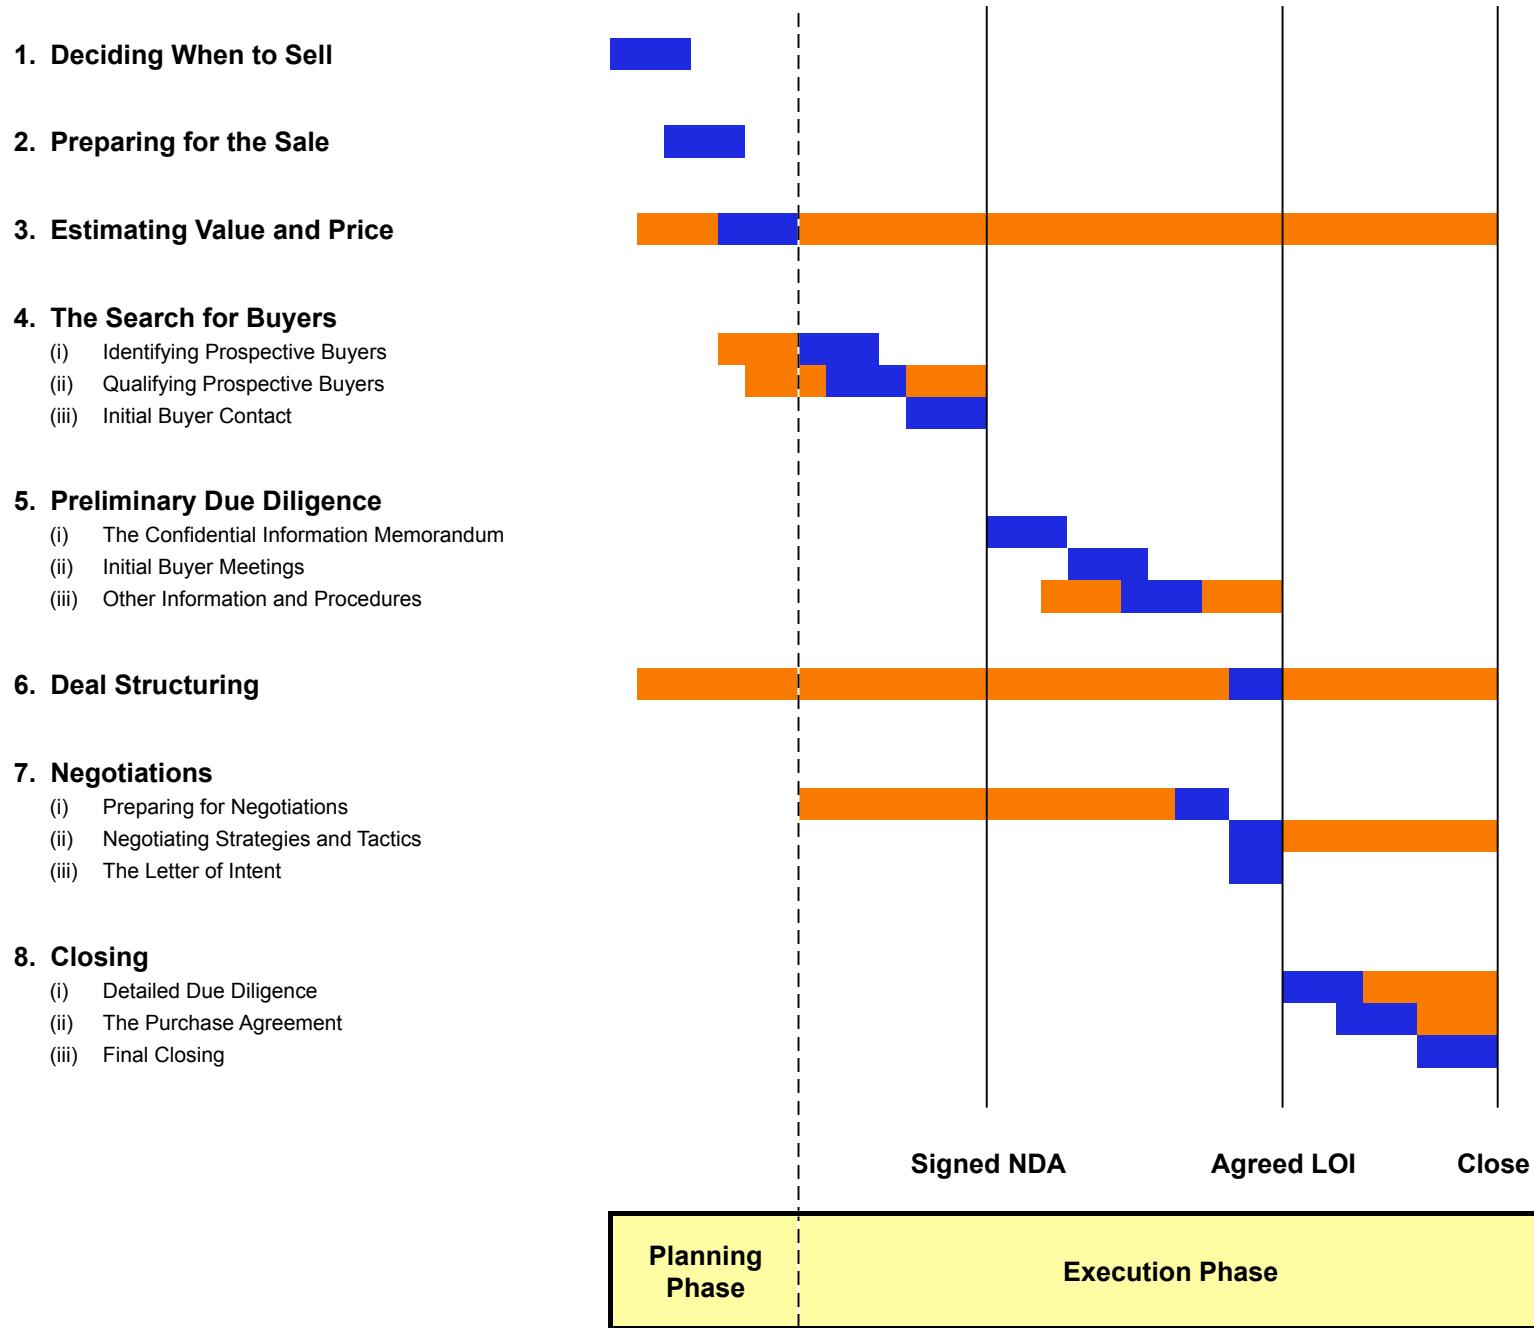 1. Deciding When to Sell
2. Preparing for the Sale
3. Estimating Value and Price
4. The Search for Buyers
(i) Identifying Prospective Buyers
(ii) Qualifying Prospective Buyers
(iii) Initial Buyer Contact
5. Preliminary Due Diligence
(i) The Confidential Information Memorandum
(ii) Initial Buyer Meetings
(iii) Other Information and Procedures
6. Deal Structuring
7. Negotiations
(i) Preparing for Negotiations
(ii) Negotiating Strategies and Tactics
(iii) The Letter of Intent
8. Closing
(i) Detailed Due Diligence
(ii) The Purchase Agreement
(iii) Final Closing
Signed NDA Agreed LOI Close
Planning
Phase
Execution Phase